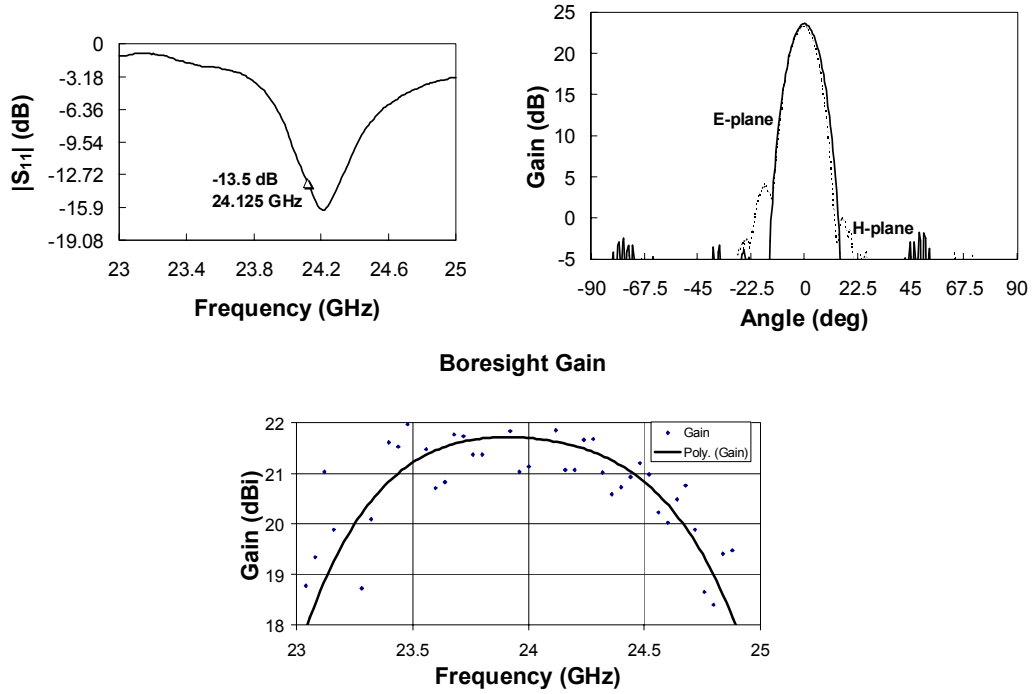 |S₁₁| (dB)
0
-3.18
-6.36
-9.54
-12.72
-15.9
-19.08
-13.5 dB
24.125 GHz
23 23.4 23.8 24.2 24.6 25
Frequency (GHz)
Gain (dB)
25
20
15
10
5
0
-5
E-plane
H-plane
-90 -67.5 -45 -22.5 0 22.5 45 67.5 90
Angle (deg)
Boresight Gain
Gain (dBi)
22
21
20
19
18
Gain
Poly. (Gain)
23 23.5 24 24.5 25
Frequency (GHz)